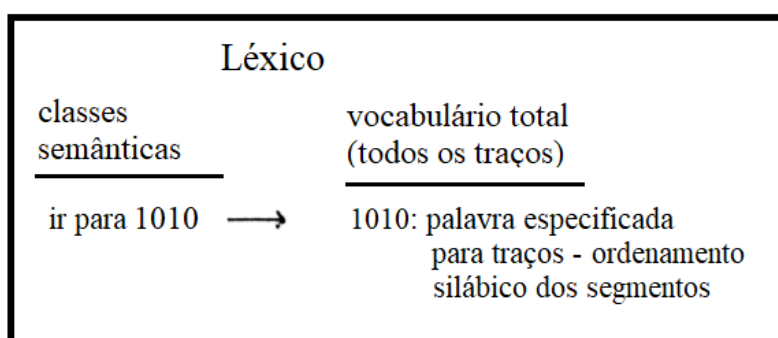 Léxico
classes
semânticas
vocabulário total
(todos os traços)
ir para 1010 ⟶ 1010: palavra especificada
para traços - ordenamento
silábico dos segmentos